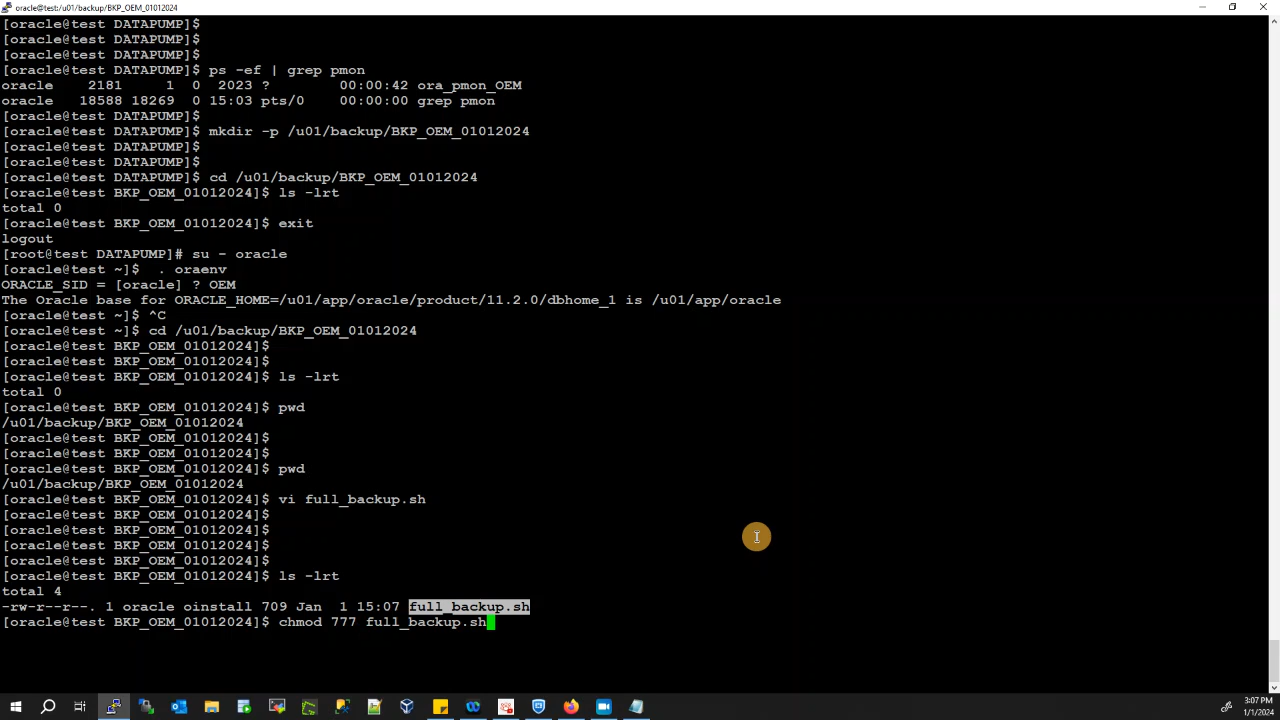 oracle@test:/u01/backup/BKP_OEM_01012024
[oracle@test DATAPUMP]$
[oracle@test DATAPUMP]$
[oracle@test DATAPUMP]$
[oracle@test DATAPUMP]$ ps -ef | grep pmon
oracle    2181     1  0  2023 ?        00:00:42 ora_pmon_OEM
oracle   18588 18269  0 15:03 pts/0    00:00:00 grep pmon
[oracle@test DATAPUMP]$
[oracle@test DATAPUMP]$ mkdir -p /u01/backup/BKP_OEM_01012024
[oracle@test DATAPUMP]$
[oracle@test DATAPUMP]$
[oracle@test DATAPUMP]$ cd /u01/backup/BKP_OEM_01012024
[oracle@test BKP_OEM_01012024]$ ls -lrt
total 0
[oracle@test BKP_OEM_01012024]$ exit
logout
[root@test DATAPUMP]# su - oracle
[oracle@test ~]$  . oraenv
ORACLE_SID = [oracle] ? OEM
The Oracle base for ORACLE_HOME=/u01/app/oracle/product/11.2.0/dbhome_1 is /u01/app/oracle
[oracle@test ~]$ ^C
[oracle@test ~]$ cd /u01/backup/BKP_OEM_01012024
[oracle@test BKP_OEM_01012024]$
[oracle@test BKP_OEM_01012024]$
[oracle@test BKP_OEM_01012024]$ ls -lrt
total 0
[oracle@test BKP_OEM_01012024]$ pwd
/u01/backup/BKP_OEM_01012024
[oracle@test BKP_OEM_01012024]$
[oracle@test BKP_OEM_01012024]$
[oracle@test BKP_OEM_01012024]$ pwd
/u01/backup/BKP_OEM_01012024
[oracle@test BKP_OEM_01012024]$ vi full_backup.sh
[oracle@test BKP_OEM_01012024]$
[oracle@test BKP_OEM_01012024]$
[oracle@test BKP_OEM_01012024]$
[oracle@test BKP_OEM_01012024]$
[oracle@test BKP_OEM_01012024]$ ls -lrt
total 4
-rw-r--r--. 1 oracle oinstall 709 Jan  1 15:07 full_backup.sh
[oracle@test BKP_OEM_01012024]$ chmod 777 full_backup.sh
3:07 PM
1/1/2024